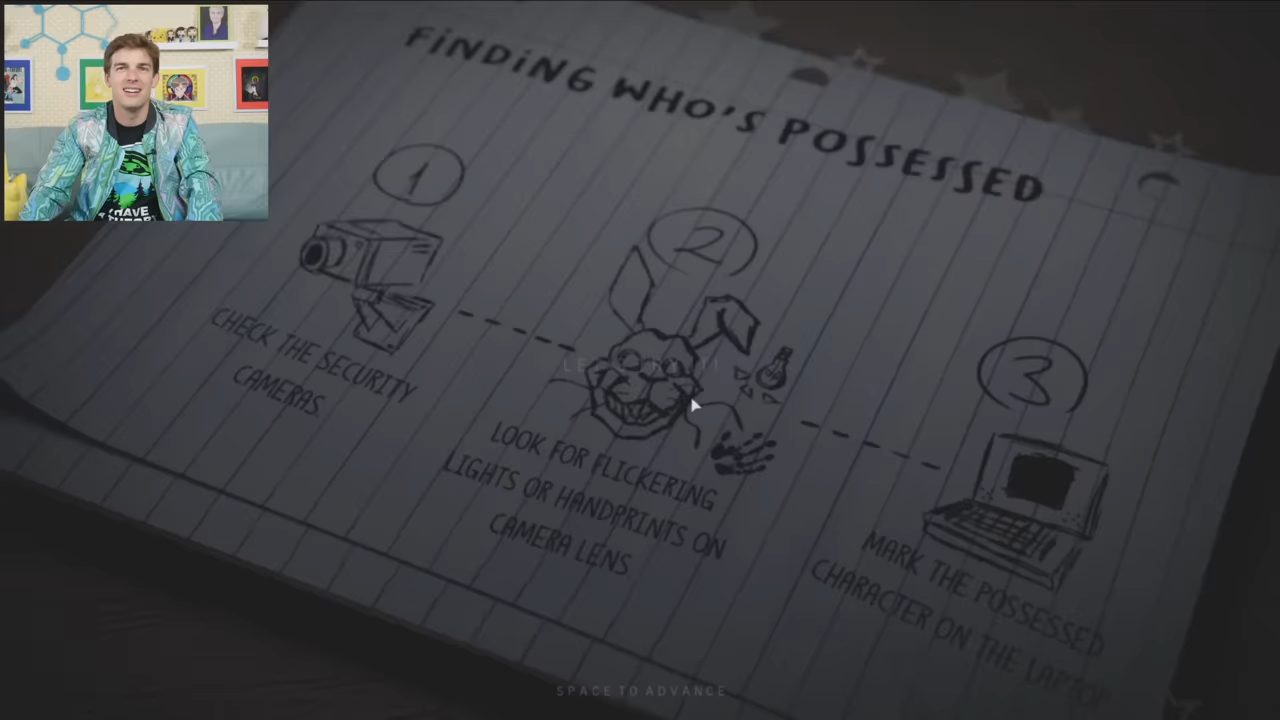 FINDING WHO'S POSSESSED
1
CHECK THE SECURITY
CAMERAS
2
LOOK FOR FLICKERING
LIGHTS OR HANDPRINTS ON
CAMERA LENS
3
MARK THE POSSESSED
CHARACTER ON THE LAPTOP
SPACE TO ADVANCE
HAVE